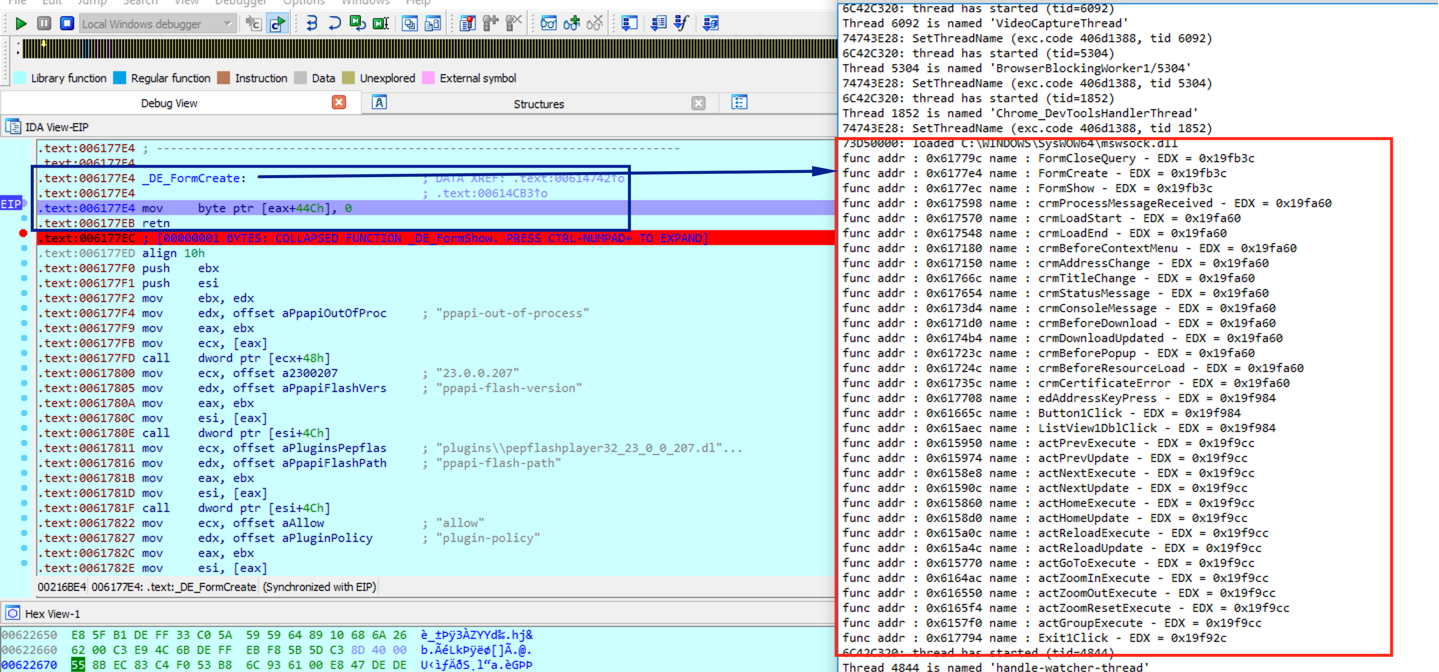 File Edit Jump Search View Debugger Options Windows Help
Local Windows debugger
Library function Regular function Instruction Data Unexplored External symbol
Debug View Structures
IDA View-EIP
.text:006177E4 ; ---------------------------------------------------------------------------
.text:006177E4
.text:006177E4 _DE_FormCreate: ; DATA XREF: .text:00614742↑o
.text:006177E4 ; .text:00614CB3↑o
EIP .text:006177E4 mov byte ptr [eax+44Ch], 0
.text:006177EB retn
.text:006177EC ; [00000001 BYTES: COLLAPSED FUNCTION _DE_FormShow. PRESS CTRL-NUMPAD+ TO EXPAND]
.text:006177ED align 10h
.text:006177F0 push ebx
.text:006177F1 push esi
.text:006177F2 mov ebx, edx
.text:006177F4 mov edx, offset aPpapiOutOfProc ; "ppapi-out-of-process"
.text:006177F9 mov eax, ebx
.text:006177FB mov ecx, [eax]
.text:006177FD call dword ptr [ecx+48h]
.text:00617800 mov ecx, offset a2300207 ; "23.0.0.207"
.text:00617805 mov edx, offset aPpapiFlashVers ; "ppapi-flash-version"
.text:0061780A mov eax, ebx
.text:0061780C mov esi, [eax]
.text:0061780E call dword ptr [esi+4Ch]
.text:00617811 mov ecx, offset aPluginsPepflas ; "plugins\\pepflashplayer32_23_0_0_207.dl"...
.text:00617816 mov edx, offset aPpapiFlashPath ; "ppapi-flash-path"
.text:0061781B mov eax, ebx
.text:0061781D mov esi, [eax]
.text:0061781F call dword ptr [esi+4Ch]
.text:00617822 mov ecx, offset aAllow ; "allow"
.text:00617827 mov edx, offset aPluginPolicy ; "plugin-policy"
.text:0061782C mov eax, ebx
.text:0061782E mov esi, [eax]
00216BE4 006177E4: .text:_DE_FormCreate (Synchronized with EIP)
Hex View-1
00622650 E8 5F B1 DE FF 33 C0 5A 59 59 64 89 10 68 6A 26 è_±Þÿ3ÀZYYd‰.hj&
00622660 62 00 C3 E9 4C 6B DE FF EB F8 5B 5D C3 8D 40 00 b.ÃéLkÞÿëø[]Ã.@.
00622670 55 8B EC 83 C4 F0 53 B8 6C 93 61 00 E8 47 DE DE U‹ìƒÄðS¸l“a.èGÞÞ
6C42C320: thread has started (tid=6092)
Thread 6092 is named 'VideoCaptureThread'
74743E28: SetThreadName (exc.code 406d1388, tid 6092)
6C42C320: thread has started (tid=5304)
Thread 5304 is named 'BrowserBlockingWorker1/5304'
74743E28: SetThreadName (exc.code 406d1388, tid 5304)
6C42C320: thread has started (tid=1852)
Thread 1852 is named 'Chrome_DevToolsHandlerThread'
74743E28: SetThreadName (exc.code 406d1388, tid 1852)
73D50000: loaded C:\WINDOWS\SysWOW64\mswsock.dll
func addr : 0x61779c name : FormCloseQuery - EDX = 0x19fb3c
func addr : 0x6177e4 name : FormCreate - EDX = 0x19fb3c
func addr : 0x6177ec name : FormShow - EDX = 0x19fb3c
func addr : 0x617598 name : crmProcessMessageReceived - EDX = 0x19fa60
func addr : 0x617570 name : crmLoadStart - EDX = 0x19fa60
func addr : 0x617548 name : crmLoadEnd - EDX = 0x19fa60
func addr : 0x617180 name : crmBeforeContextMenu - EDX = 0x19fa60
func addr : 0x617150 name : crmAddressChange - EDX = 0x19fa60
func addr : 0x61766c name : crmTitleChange - EDX = 0x19fa60
func addr : 0x617654 name : crmStatusMessage - EDX = 0x19fa60
func addr : 0x6173d4 name : crmConsoleMessage - EDX = 0x19fa60
func addr : 0x6171d0 name : crmBeforeDownload - EDX = 0x19fa60
func addr : 0x6174b4 name : crmDownloadUpdated - EDX = 0x19fa60
func addr : 0x61723c name : crmBeforePopup - EDX = 0x19fa60
func addr : 0x61724c name : crmBeforeResourceLoad - EDX = 0x19fa60
func addr : 0x61735c name : crmCertificateError - EDX = 0x19fa60
func addr : 0x617708 name : edAddressKeyPress - EDX = 0x19f984
func addr : 0x61665c name : Button1Click - EDX = 0x19f984
func addr : 0x615aec name : ListView1DblClick - EDX = 0x19f984
func addr : 0x615950 name : actPrevExecute - EDX = 0x19f9cc
func addr : 0x615974 name : actPrevUpdate - EDX = 0x19f9cc
func addr : 0x6158e8 name : actNextExecute - EDX = 0x19f9cc
func addr : 0x61590c name : actNextUpdate - EDX = 0x19f9cc
func addr : 0x615860 name : actHomeExecute - EDX = 0x19f9cc
func addr : 0x6158d0 name : actHomeUpdate - EDX = 0x19f9cc
func addr : 0x615a0c name : actReloadExecute - EDX = 0x19f9cc
func addr : 0x615a4c name : actReloadUpdate - EDX = 0x19f9cc
func addr : 0x615770 name : actGoToExecute - EDX = 0x19f9cc
func addr : 0x6164ac name : actZoomInExecute - EDX = 0x19f9cc
func addr : 0x616550 name : actZoomOutExecute - EDX = 0x19f9cc
func addr : 0x6165f4 name : actZoomResetExecute - EDX = 0x19f9cc
func addr : 0x6157f0 name : actGroupExecute - EDX = 0x19f9cc
func addr : 0x617794 name : Exit1Click - EDX = 0x19f92c
6C42C320: thread has started (tid=4844)
Thread 4844 is named 'handle-watcher-thread'